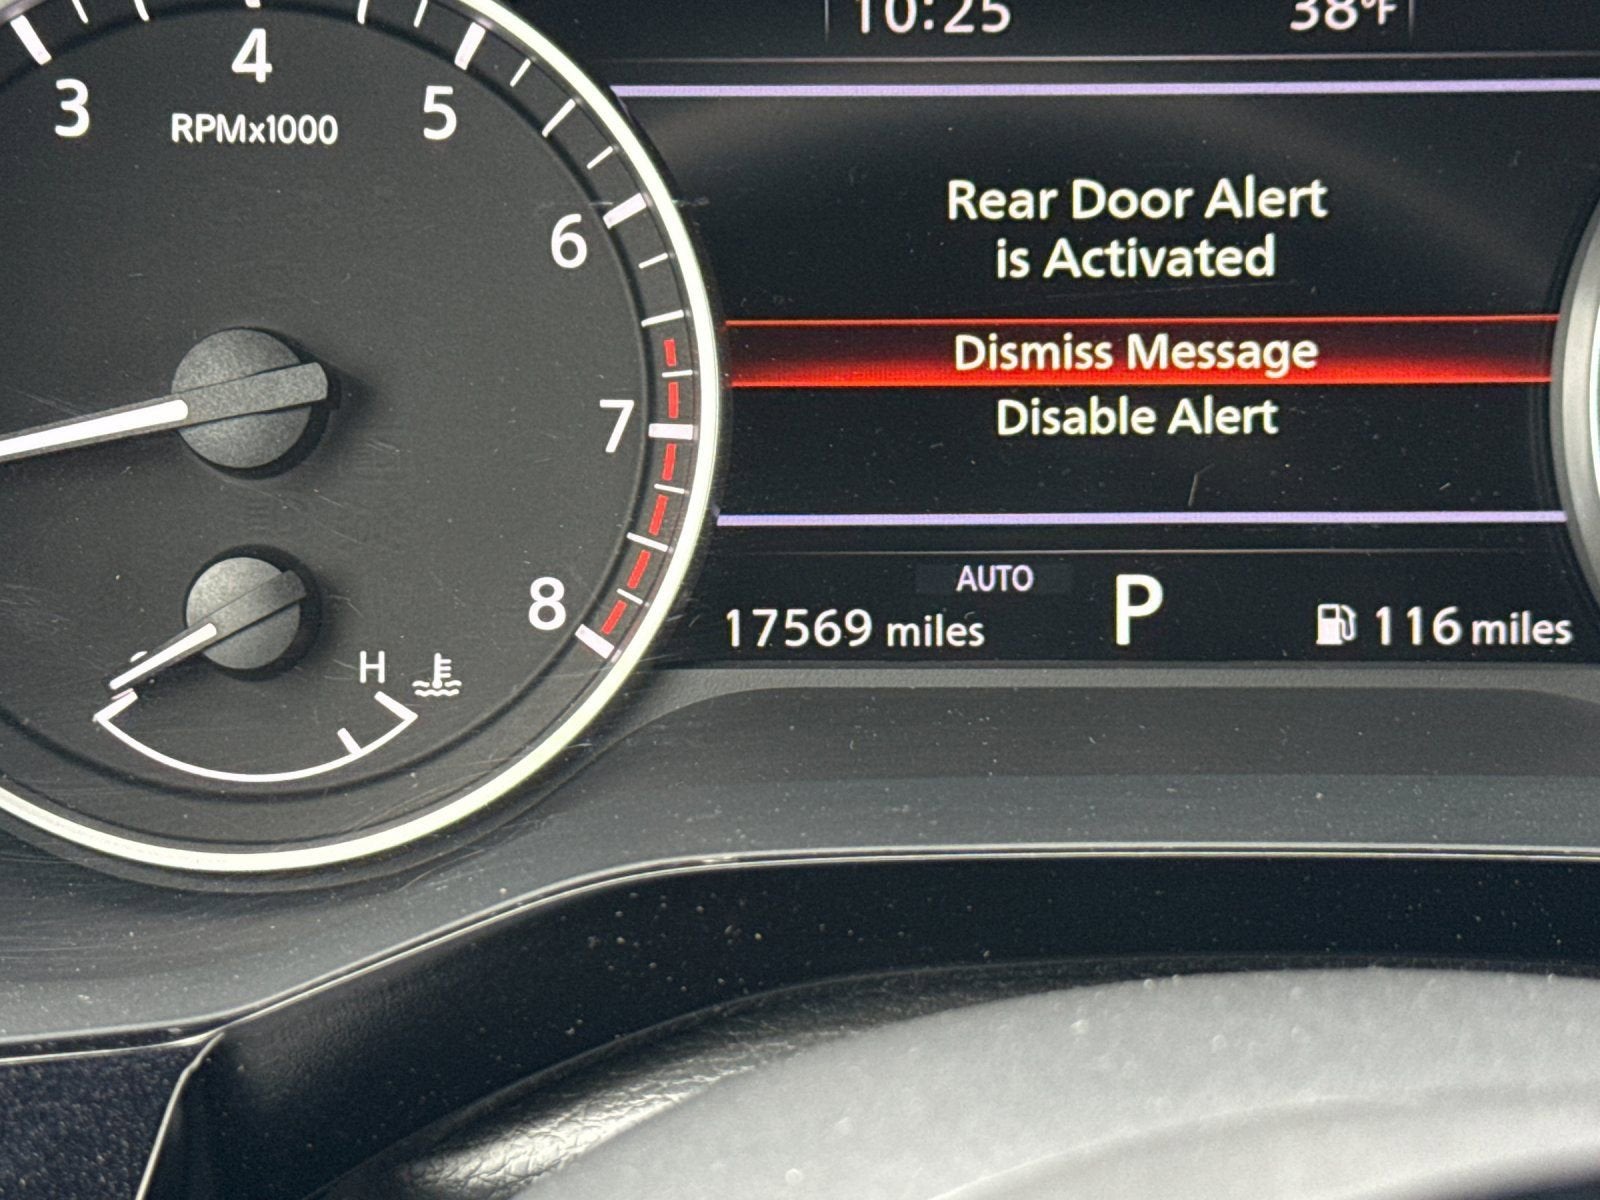 10:25
38°F
3
4
5
RPMx1000
6
7
8
H
Rear Door Alert
is Activated
Dismiss Message
Disable Alert
AUTO
17569 miles
P
116 miles